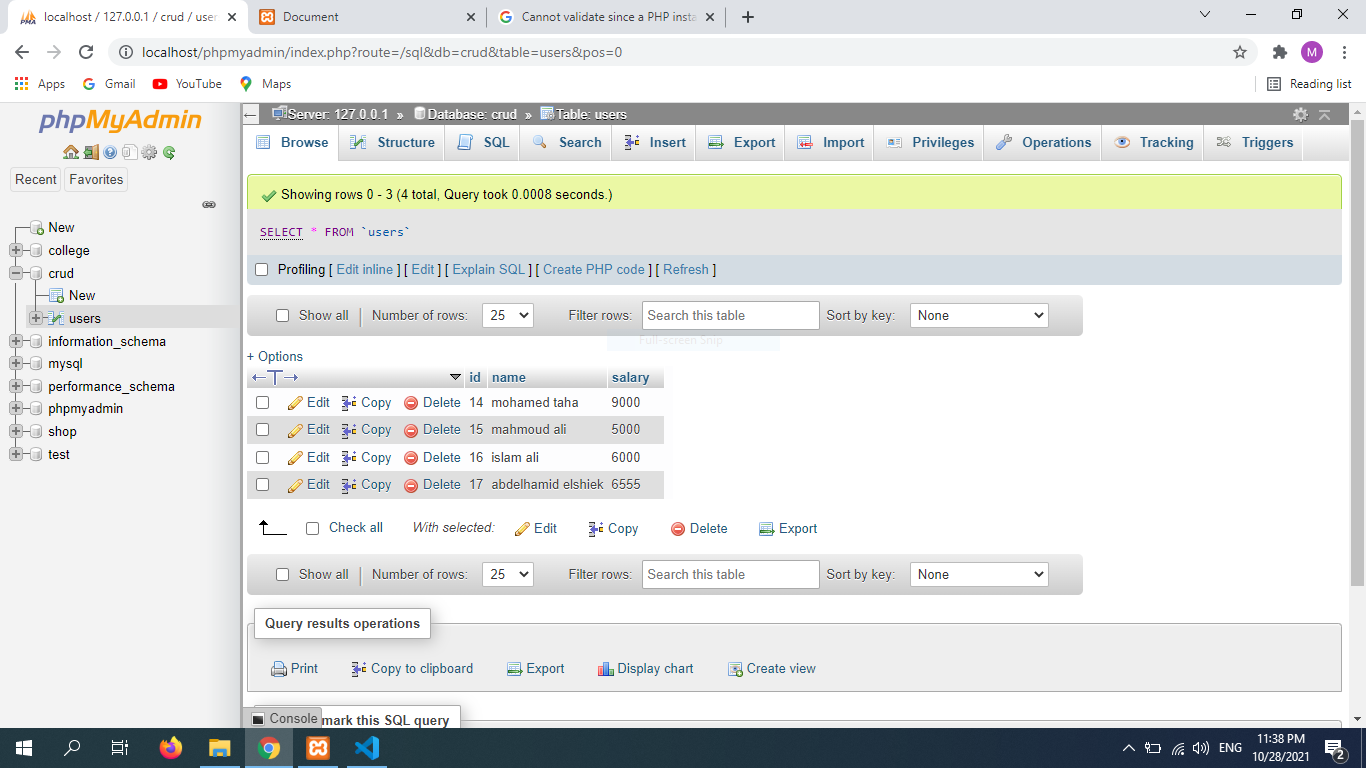 localhost / 127.0.0.1 / crud / user
Document
Cannot validate since a PHP insta
localhost/phpmyadmin/index.php?route=/sql&db=crud&table=users&pos=0
M
Apps
Gmail
YouTube
Maps
Reading list
phpMyAdmin
Recent
Favorites
New
college
crud
New
users
information_schema
mysql
performance_schema
phpmyadmin
shop
test
Server: 127.0.0.1 » Database: crud » Table: users
Browse Structure SQL Search Insert Export Import Privileges Operations Tracking Triggers
Showing rows 0 - 3 (4 total, Query took 0.0008 seconds.)
SELECT * FROM `users`
Profiling [ Edit inline ] [ Edit ] [ Explain SQL ] [ Create PHP code ] [ Refresh ]
Show all | Number of rows: 25 Filter rows: Search this table Sort by key: None
Full-screen Snip
+ Options
←T→ id name salary
Edit Copy Delete 14 mohamed taha 9000
Edit Copy Delete 15 mahmoud ali 5000
Edit Copy Delete 16 islam ali 6000
Edit Copy Delete 17 abdelhamid elshiek 6555
Check all With selected: Edit Copy Delete Export
Show all | Number of rows: 25 Filter rows: Search this table Sort by key: None
Query results operations
Print Copy to clipboard Export Display chart Create view
Console
mark this SQL query
ENG
11:38 PM
10/28/2021
2